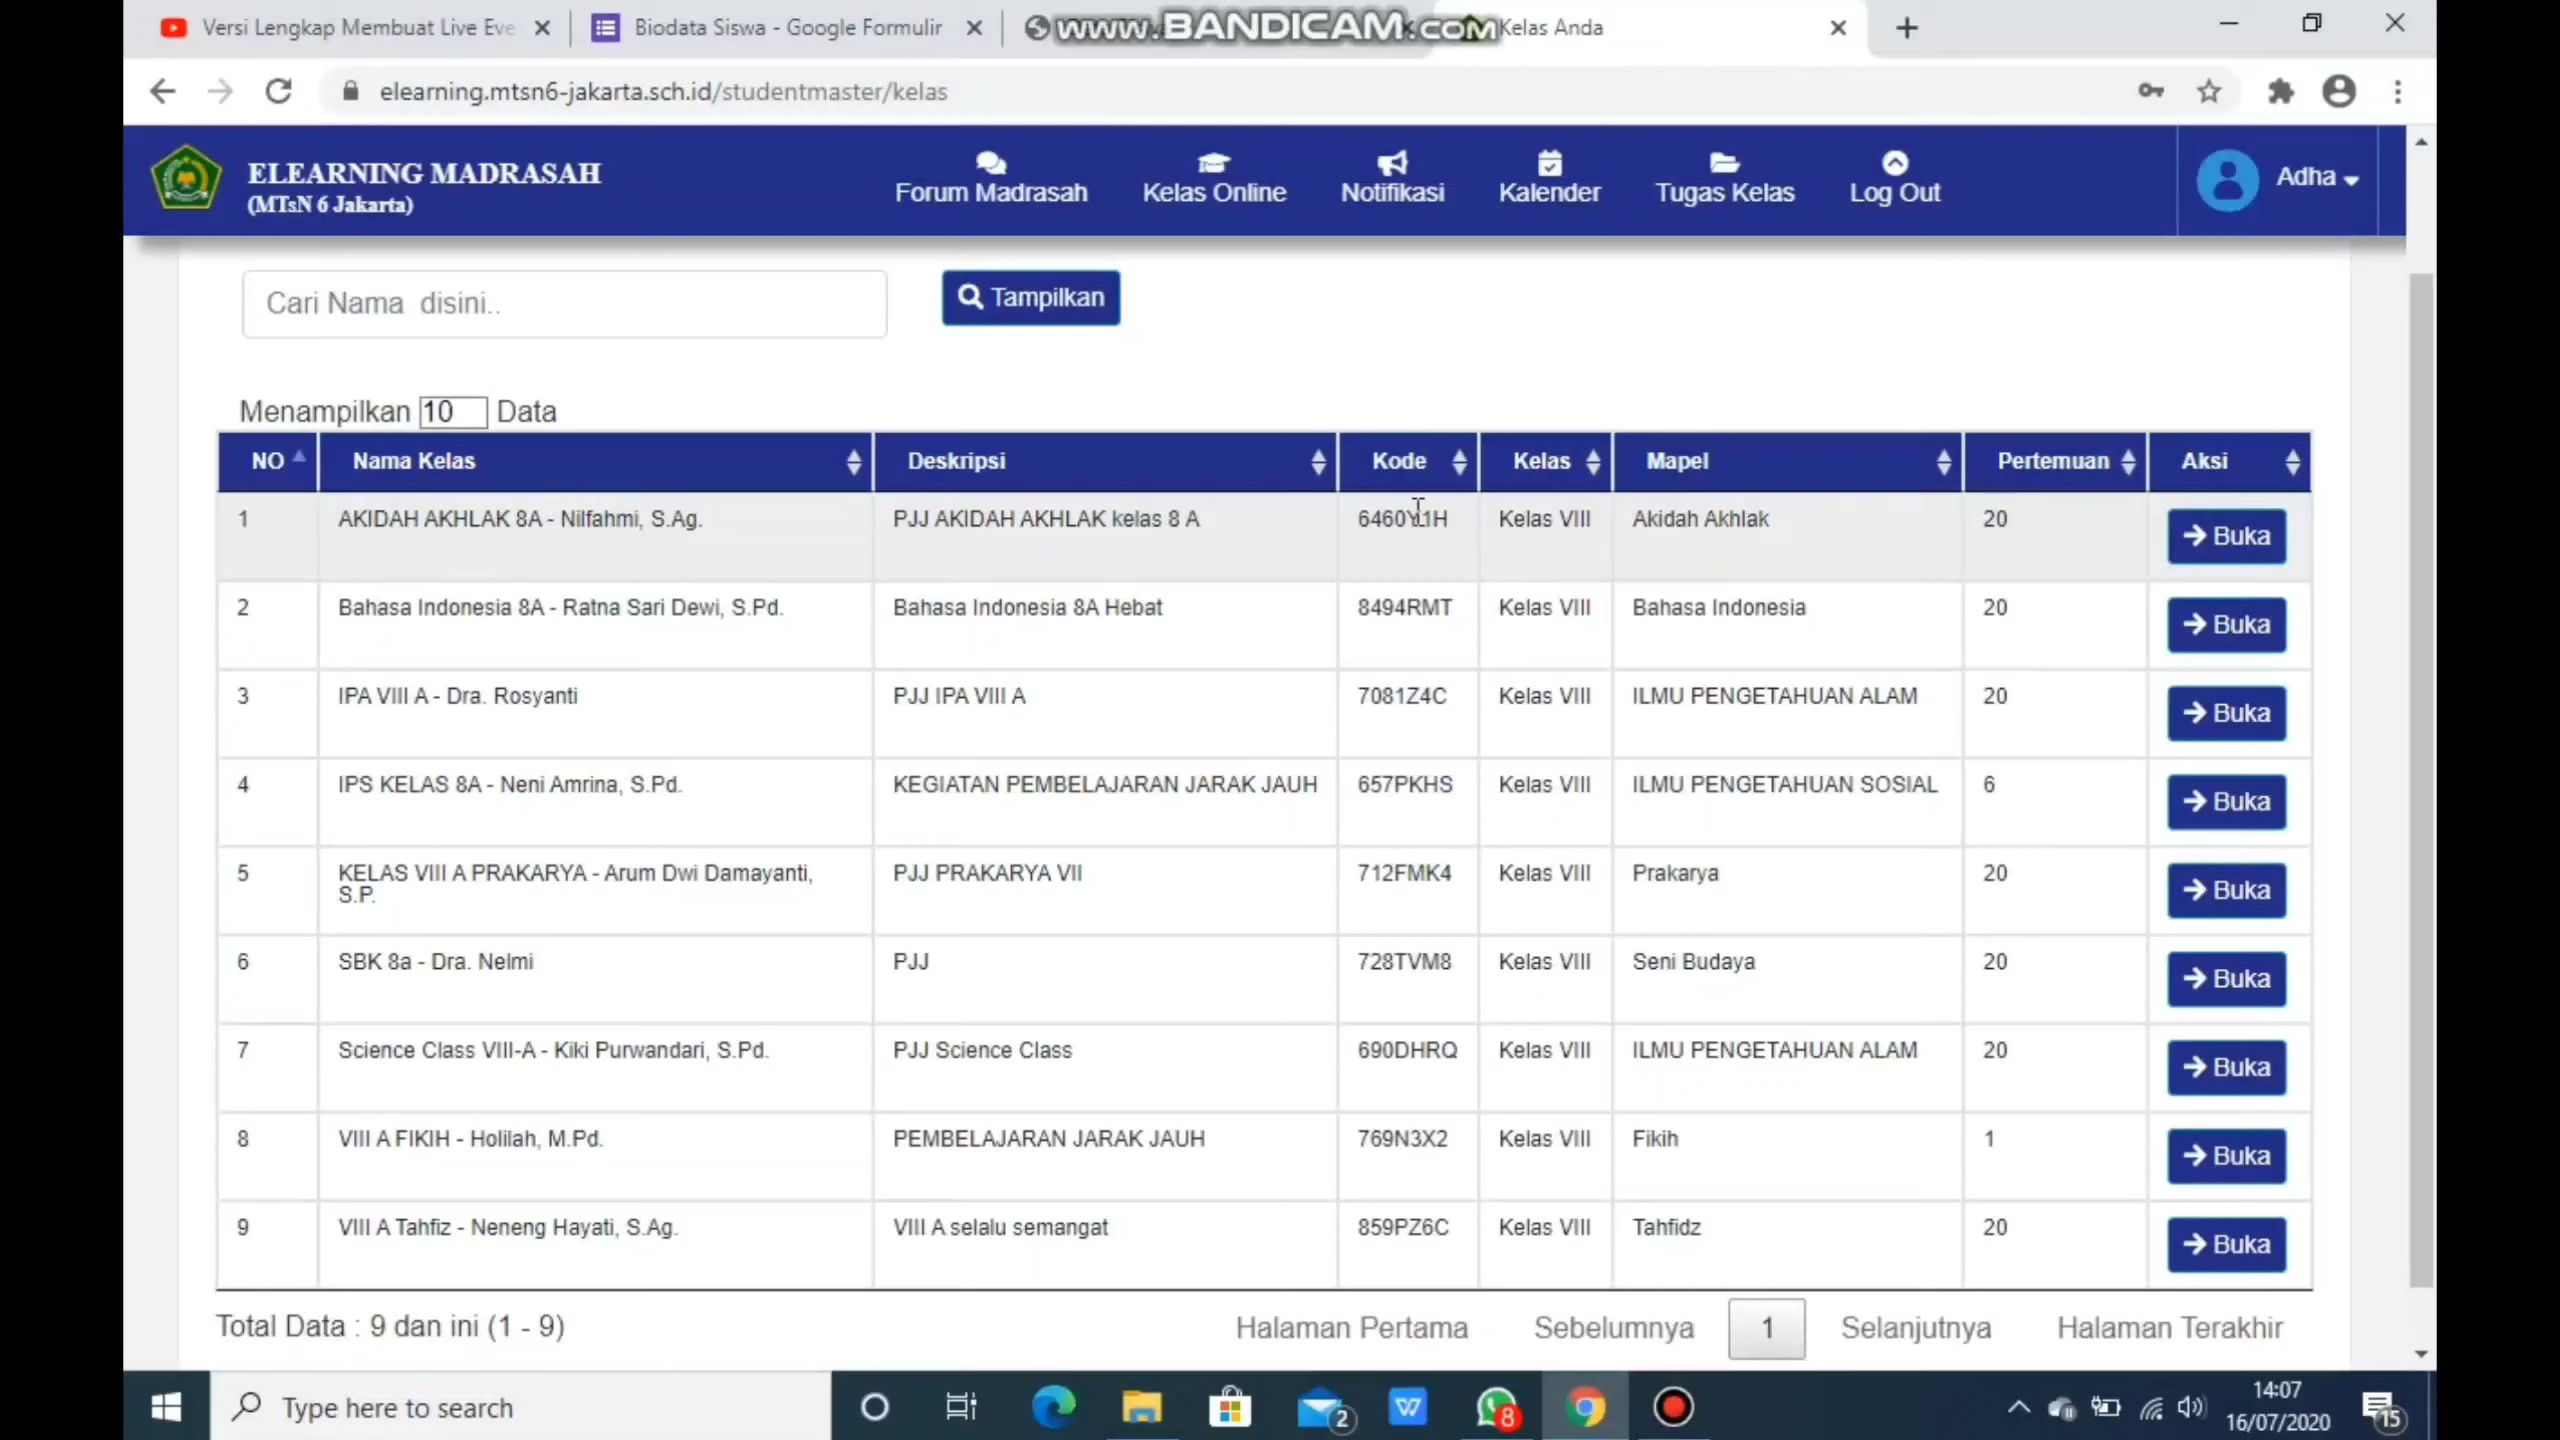 Versi Lengkap Membuat Live Eve
Biodata Siswa - Google Formulir
www.BANDICAM.com
Kelas Anda
elearning.mtsn6-jakarta.sch.id/studentmaster/kelas
ELEARNING MADRASAH
(MTsN 6 Jakarta)
Forum Madrasah
Kelas Online
Notifikasi
Kalender
Tugas Kelas
Log Out
Adha
Cari Nama disini..
Tampilkan
Menampilkan 10 Data
NO Nama Kelas Deskripsi Kode Kelas Mapel Pertemuan Aksi
1 AKIDAH AKHLAK 8A - Nilfahmi, S.Ag. PJJ AKIDAH AKHLAK kelas 8 A 6460Y1H Kelas VIII Akidah Akhlak 20 Buka
2 Bahasa Indonesia 8A - Ratna Sari Dewi, S.Pd. Bahasa Indonesia 8A Hebat 8494RMT Kelas VIII Bahasa Indonesia 20 Buka
3 IPA VIII A - Dra. Rosyanti PJJ IPA VIII A 7081Z4C Kelas VIII ILMU PENGETAHUAN ALAM 20 Buka
4 IPS KELAS 8A - Neni Amrina, S.Pd. KEGIATAN PEMBELAJARAN JARAK JAUH 657PKHS Kelas VIII ILMU PENGETAHUAN SOSIAL 6 Buka
5 KELAS VIII A PRAKARYA - Arum Dwi Damayanti, PJJ PRAKARYA VII 712FMK4 Kelas VIII Prakarya 20 Buka
S.P.
6 SBK 8a - Dra. Nelmi PJJ 728TVM8 Kelas VIII Seni Budaya 20 Buka
7 Science Class VIII-A - Kiki Purwandari, S.Pd. PJJ Science Class 690DHRQ Kelas VIII ILMU PENGETAHUAN ALAM 20 Buka
8 VIII A FIKIH - Holilah, M.Pd. PEMBELAJARAN JARAK JAUH 769N3X2 Kelas VIII Fikih 1 Buka
9 VIII A Tahfiz - Neneng Hayati, S.Ag. VIII A selalu semangat 859PZ6C Kelas VIII Tahfidz 20 Buka
Total Data : 9 dan ini (1 - 9)
Halaman Pertama Sebelumnya 1 Selanjutnya Halaman Terakhir
Type here to search
2
8
14:07
16/07/2020
15